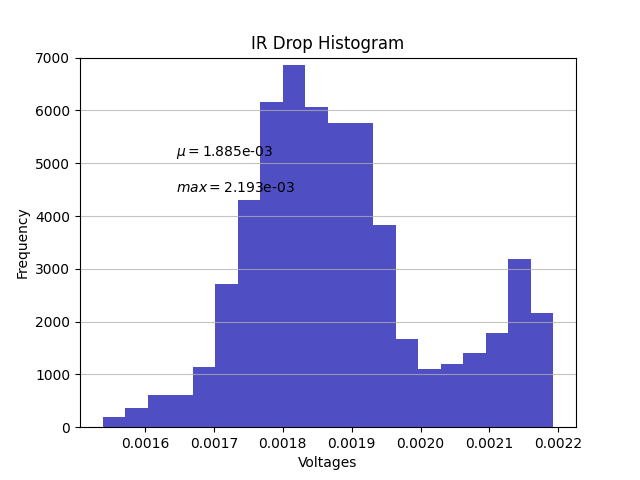 IR Drop Histogram
7000
6000
5000
4000
3000
2000
1000
0
Frequency
μ = 1.885e-03
max = 2.193e-03
0.0016 0.0017 0.0018 0.0019 0.0020 0.0021 0.0022
Voltages